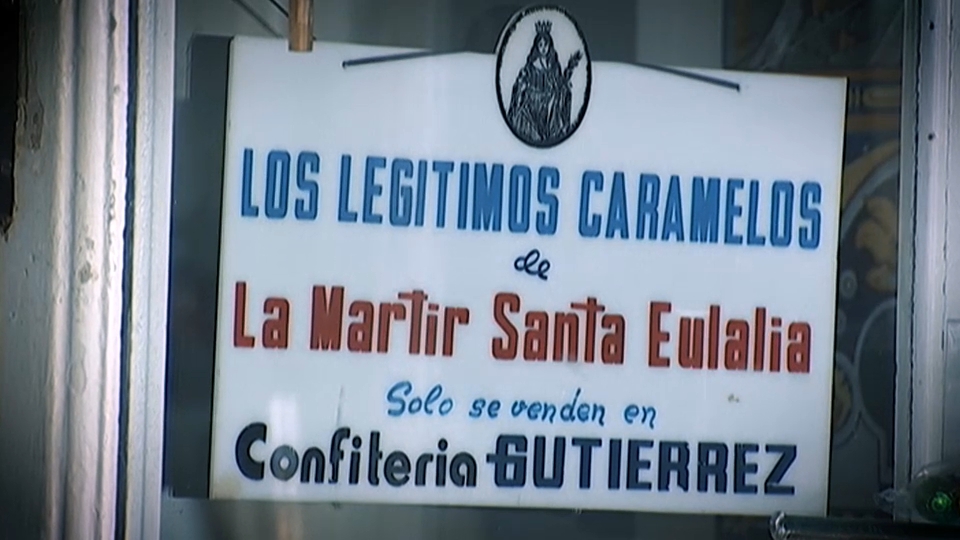 LOS LEGITIMOS CARAMELOS
de
La Martir Santa Eulalia
Solo se venden en
Confiteria GUTIERREZ